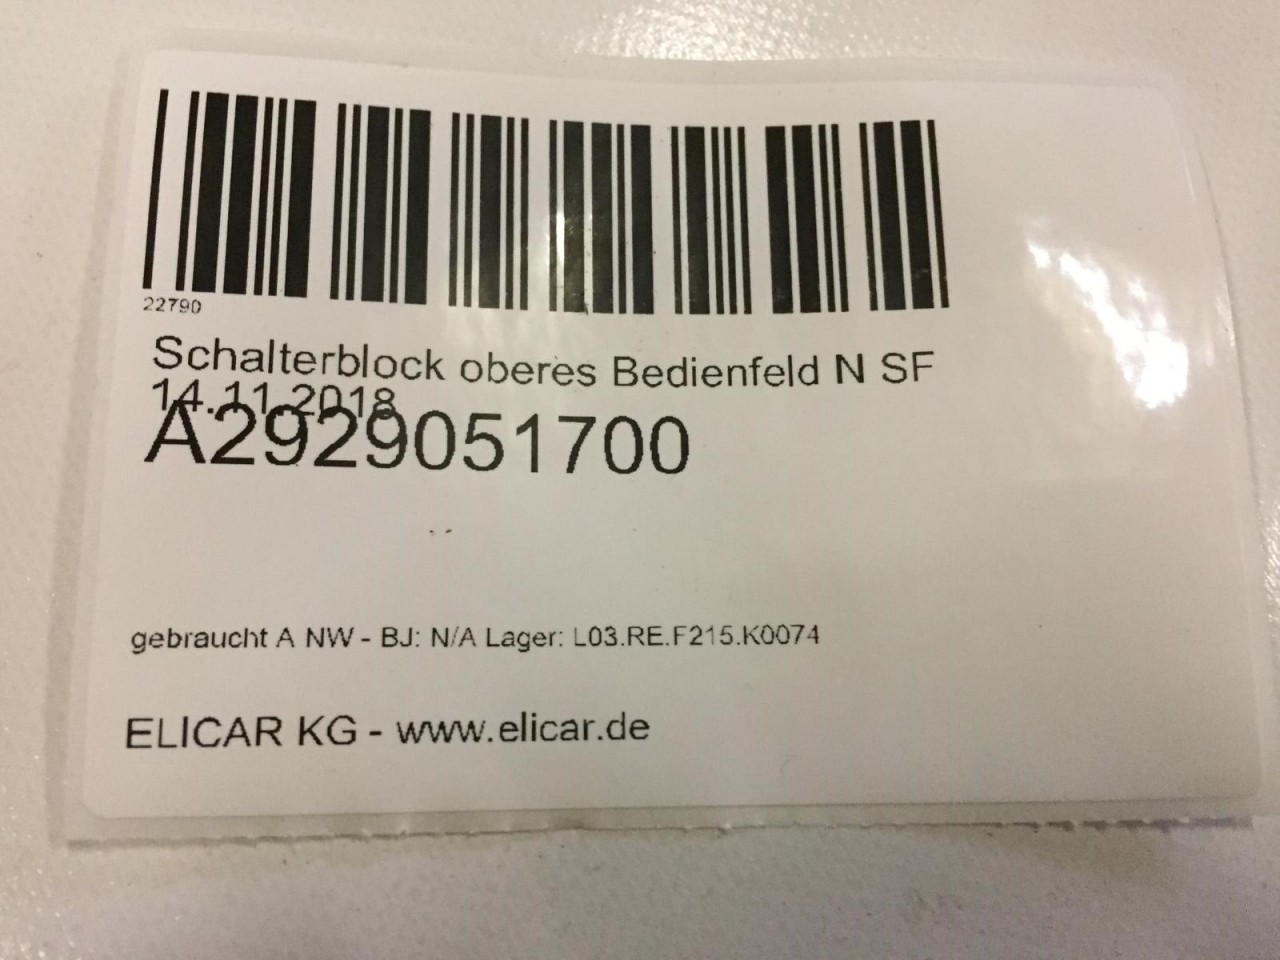 22790
Schalterblock oberes Bedienfeld N SF
14.11.2018
A2929051700
gebraucht A NW - BJ: N/A Lager: L03.RE.F215.K0074
ELICAR KG - www.elicar.de